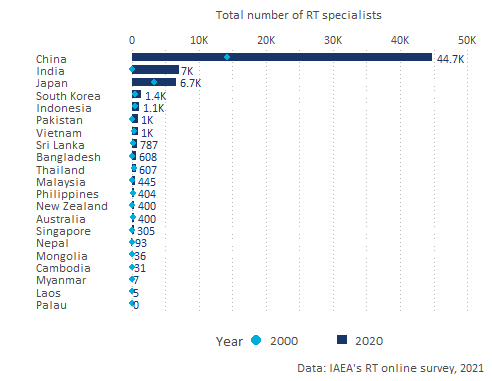 Total number of RT specialists
0 10K 20K 30K 40K 50K
China 44.7K
India 7K
Japan 6.7K
South Korea 1.4K
Indonesia 1.1K
Pakistan 1K
Vietnam 1K
Sri Lanka 787
Bangladesh 608
Thailand 607
Malaysia 445
Philippines 404
New Zealand 400
Australia 400
Singapore 305
Nepal 93
Mongolia 36
Cambodia 31
Myanmar 7
Laos 5
Palau 0
Year 2000 2020
Data: IAEA's RT online survey, 2021